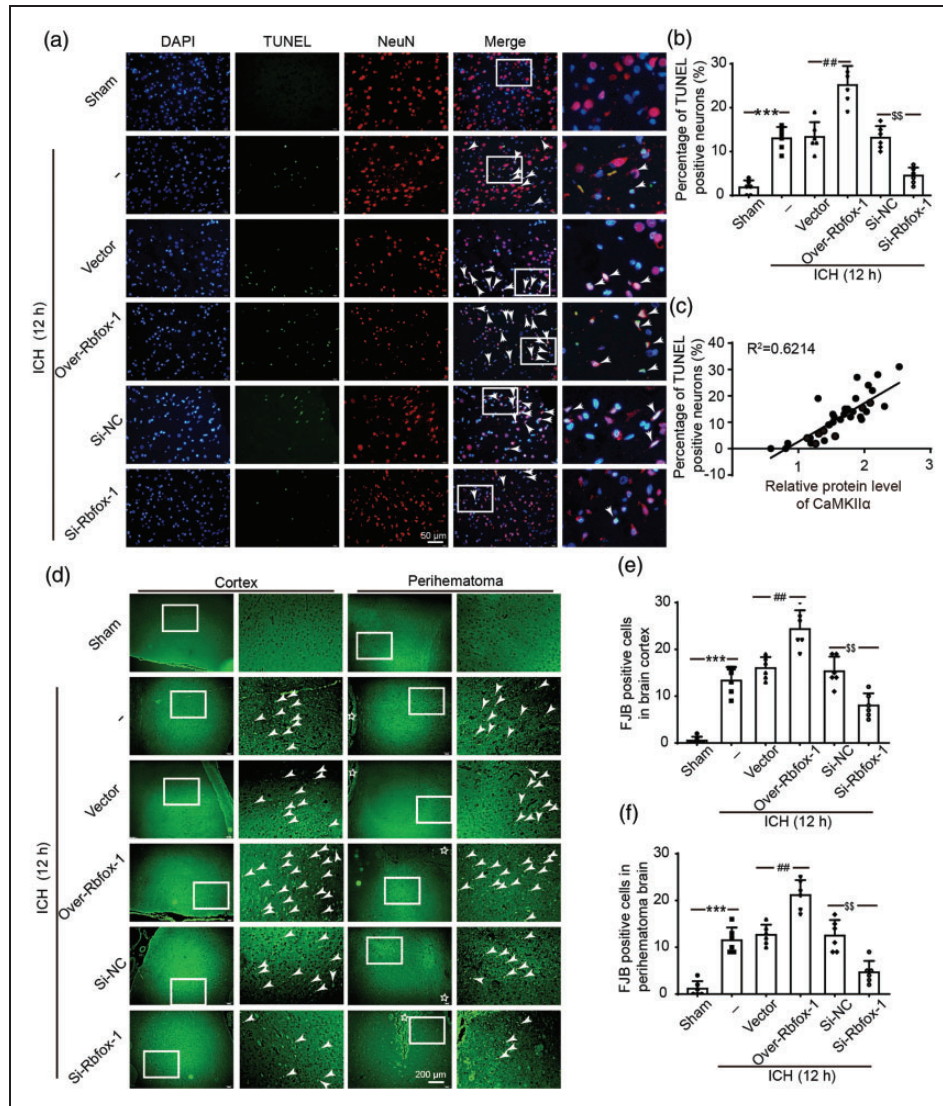 (a)
DAPI TUNEL NeuN Merge
Sham
–
Vector
Over-Rbfox-1
Si-NC
Si-Rbfox-1
ICH (12 h)
50 µm
(b)
Percentage of TUNEL
positive neurons (%)
30
20
10
0
***
##
$$
Sham
–
Vector
Over-Rbfox-1
Si-NC
Si-Rbfox-1
ICH (12 h)
(c)
Percentage of TUNEL
positive neurons (%)
40
30
20
10
0
-10
R²=0.6214
1 2 3
Relative protein level
of CaMKIIα
(d)
Cortex Perihematoma
Sham
–
Vector
Over-Rbfox-1
Si-NC
Si-Rbfox-1
ICH (12 h)
200 µm
(e)
FJB positive cells
in brain cortex
30
20
10
0
***
##
$$
Sham
–
Vector
Over-Rbfox-1
Si-NC
Si-Rbfox-1
ICH (12 h)
(f)
FJB positive cells in
perihematoma brain
30
20
10
0
***
##
$$
Sham
–
Vector
Over-Rbfox-1
Si-NC
Si-Rbfox-1
ICH (12 h)